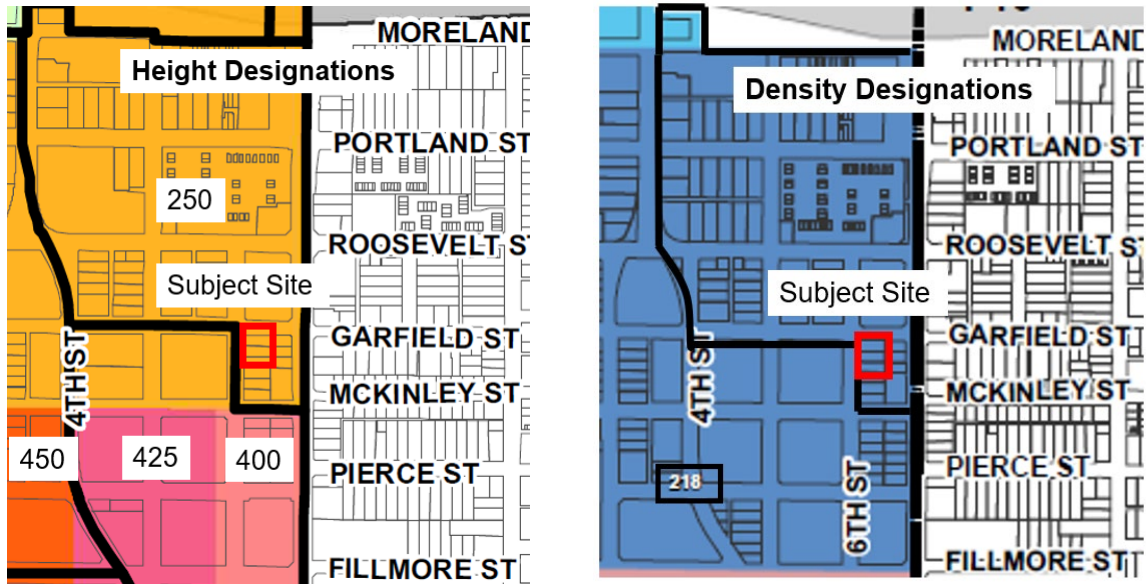 MORELAND
Height Designations
PORTLAND ST
250
ROOSEVELT S
Subject Site
GARFIELD ST
4TH ST
MCKINLEY ST
450
425
400
PIERCE ST
FILLMORE ST
MORELAND
Density Designations
PORTLAND ST
ROOSEVELT S
Subject Site
GARFIELD ST
4TH ST
MCKINLEY ST
PIERCE ST
218
6TH ST
FILLMORE ST